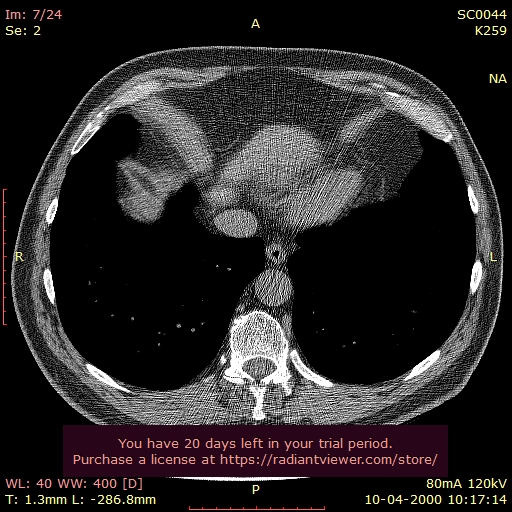 Im: 7/24
Se: 2
A
SC0044
K259
NA
R
L
You have 20 days left in your trial period.
Purchase a license at https://radiantviewer.com/store/
WL: 40 WW: 400 [D]
T: 1.3mm L: -286.8mm
P
80mA 120kV
10-04-2000 10:17:14